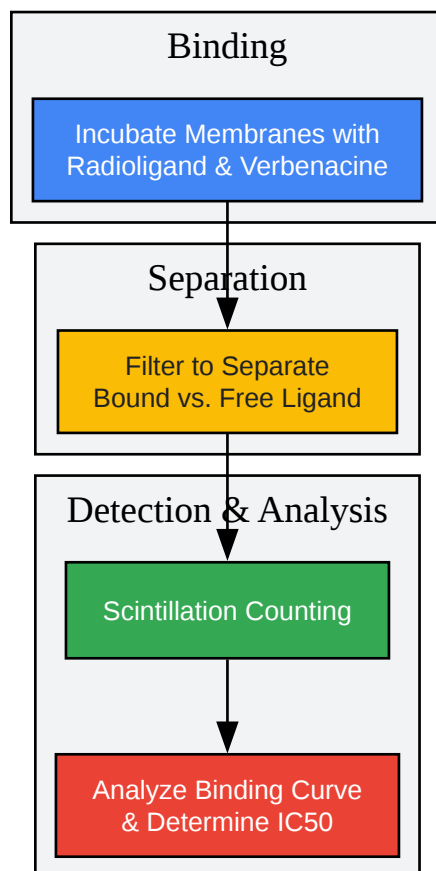 Binding
Incubate Membranes with
Radioligand & Verbenacine
Separation
Filter to Separate
Bound vs. Free Ligand
Detection & Analysis
Scintillation Counting
Analyze Binding Curve
& Determine IC50